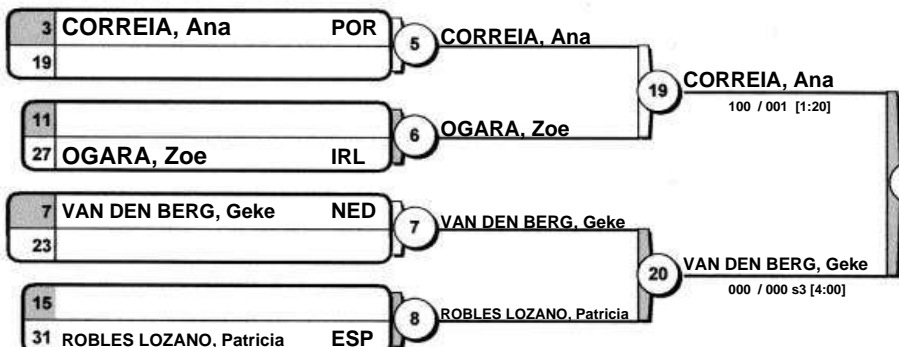 3 CORREIA, Ana POR
19
5 CORREIA, Ana
11
27 OGARA, Zoe IRL
6 OGARA, Zoe
19 CORREIA, Ana
100 / 001 [1:20]
7 VAN DEN BERG, Geke NED
23
7 VAN DEN BERG, Geke
15
31 ROBLES LOZANO, Patricia ESP
8 ROBLES LOZANO, Patricia
20 VAN DEN BERG, Geke
000 / 000 s3 [4:00]